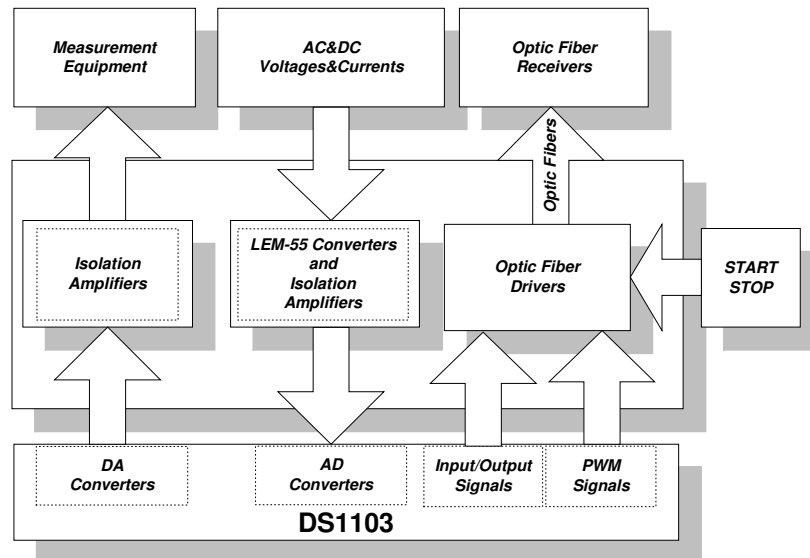 Measurement
Equipment
AC&DC
Voltages&Currents
Optic Fiber
Receivers
Optic Fibers
Isolation
Amplifiers
LEM-55 Converters
and
Isolation
Amplifiers
Optic Fiber
Drivers
START
STOP
DA
Converters
AD
Converters
Input/Output
Signals
PWM
Signals
DS1103